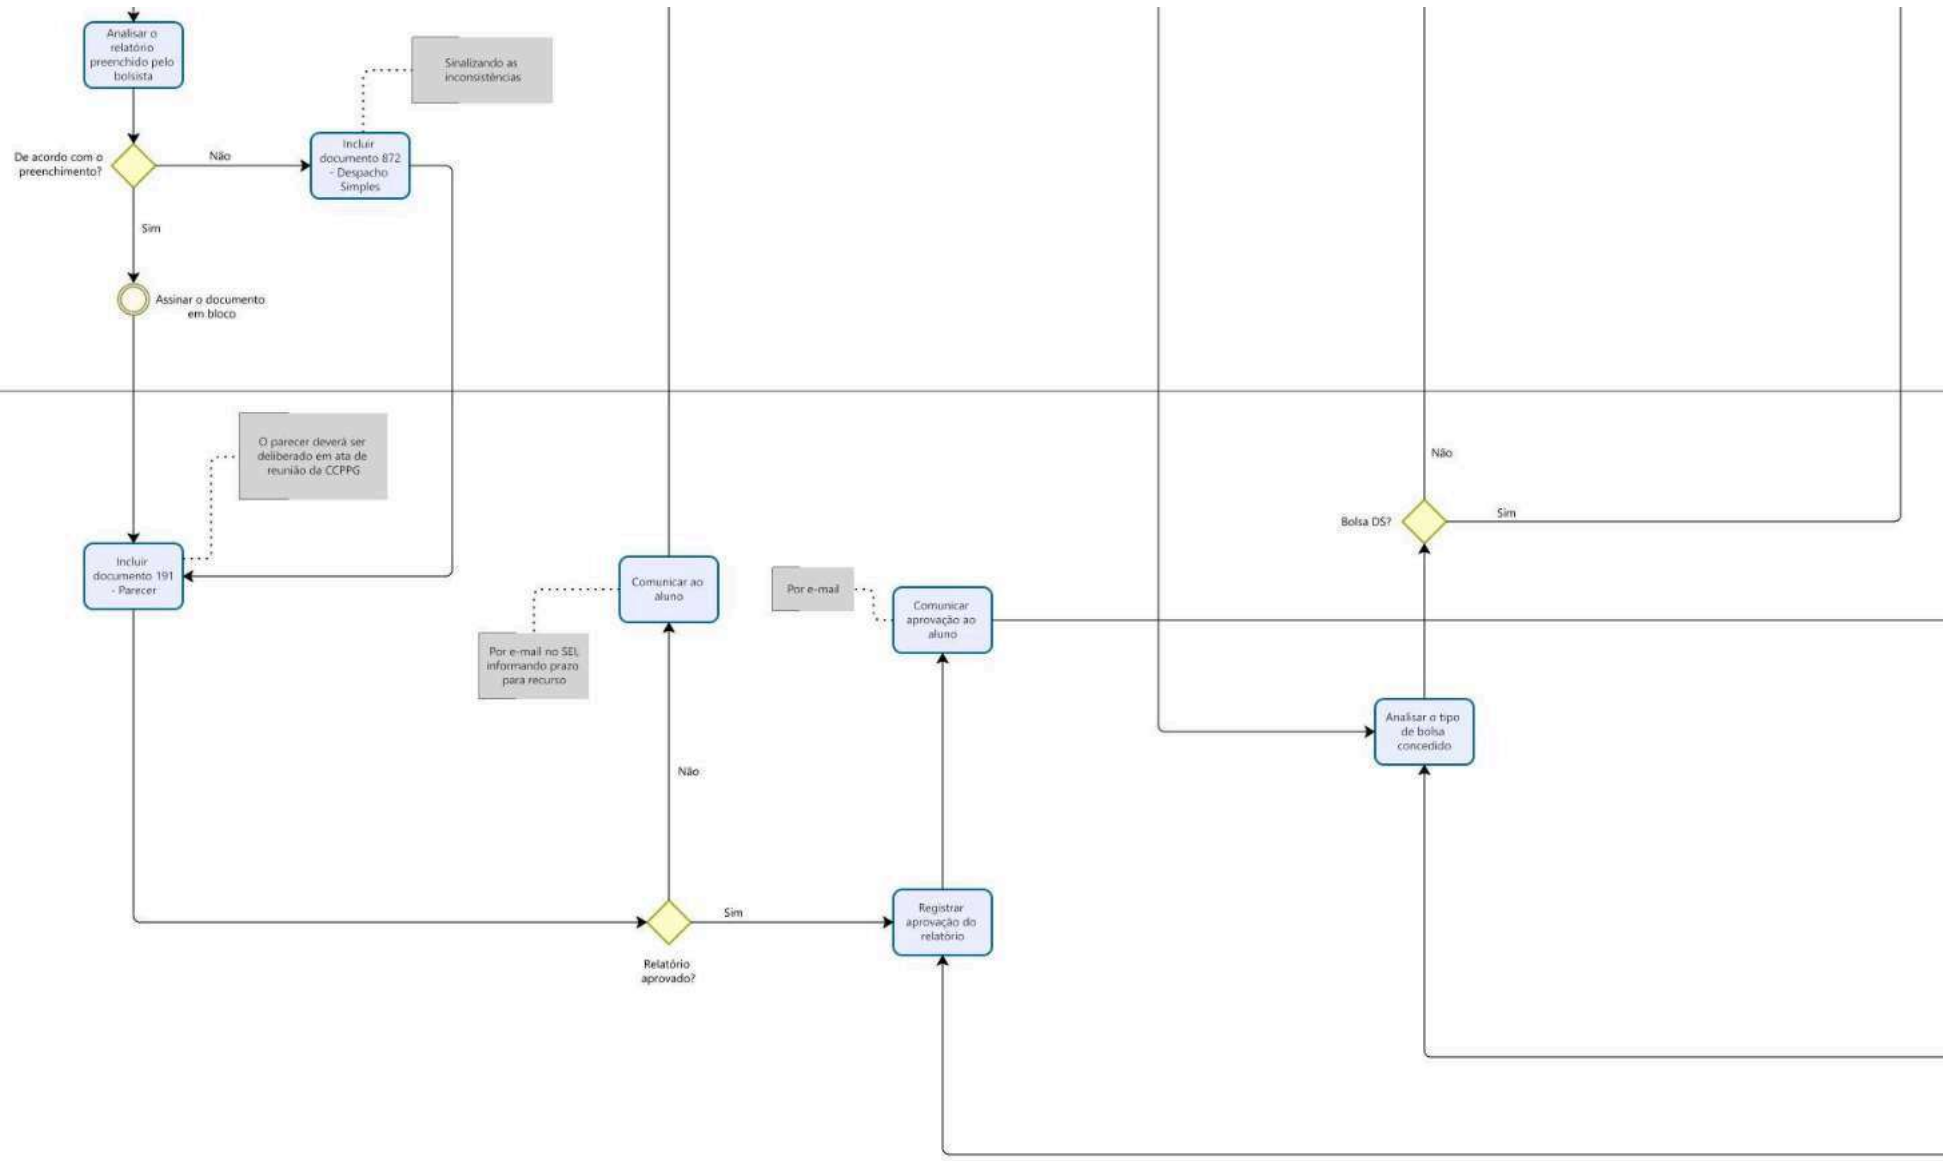 Analisar o
relatório
preenchido pelo
bolsista
Sinalizando as
inconsistências
De acordo com o
preenchimento?
Não
Incluir
documento 872
- Despacho
Simples
Sim
Assinar o documento
em bloco
O parecer deverá ser
deliberado em ata de
reunião da CCPPG
Incluir
documento 191
- Parecer
Comunicar ao
aluno
Por e-mail no SEI,
informando prazo
para recurso
Por e-mail
Comunicar
aprovação ao
aluno
Não
Bolsa DS?
Sim
Analisar o tipo
de bolsa
concedido
Não
Sim
Relatório
aprovado?
Registrar
aprovação do
relatório